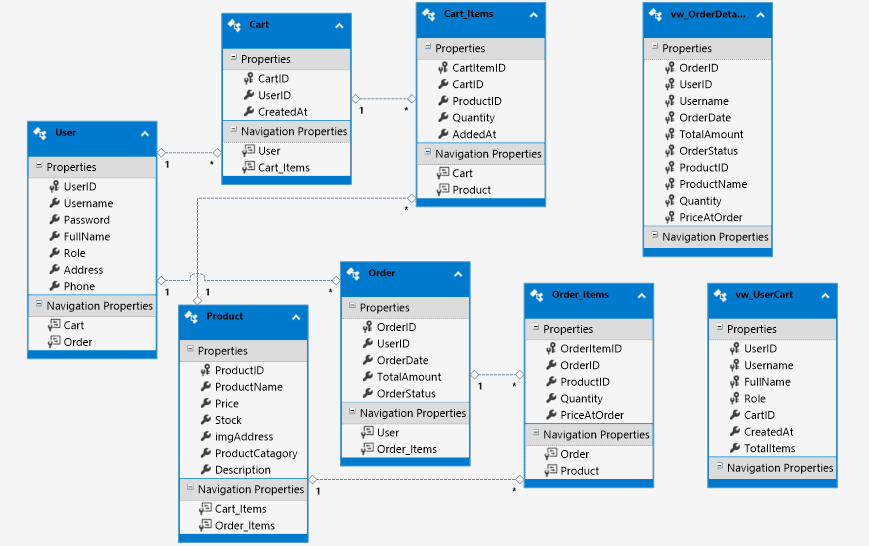 Cart
Properties
CartID
UserID
CreatedAt
Navigation Properties
User
Cart_Items
Cart_Items
Properties
CartItemID
CartID
ProductID
Quantity
AddedAt
Navigation Properties
Cart
Product
vw_OrderDeta...
Properties
OrderID
UserID
Username
OrderDate
TotalAmount
OrderStatus
ProductID
ProductName
Quantity
PriceAtOrder
Navigation Properties
User
Properties
UserID
Username
Password
FullName
Role
Address
Phone
Navigation Properties
Cart
Order
1
*
1
*
*
1
1
*
Product
Properties
ProductID
ProductName
Price
Stock
imgAddress
ProductCatagory
Description
Navigation Properties
Cart_Items
Order_Items
Order
Properties
OrderID
UserID
OrderDate
TotalAmount
OrderStatus
Navigation Properties
User
Order_Items
1
*
1
*
Order_Items
Properties
OrderItemID
OrderID
ProductID
Quantity
PriceAtOrder
Navigation Properties
Order
Product
vw_UserCart
Properties
UserID
Username
FullName
Role
CartID
CreatedAt
TotalItems
Navigation Properties